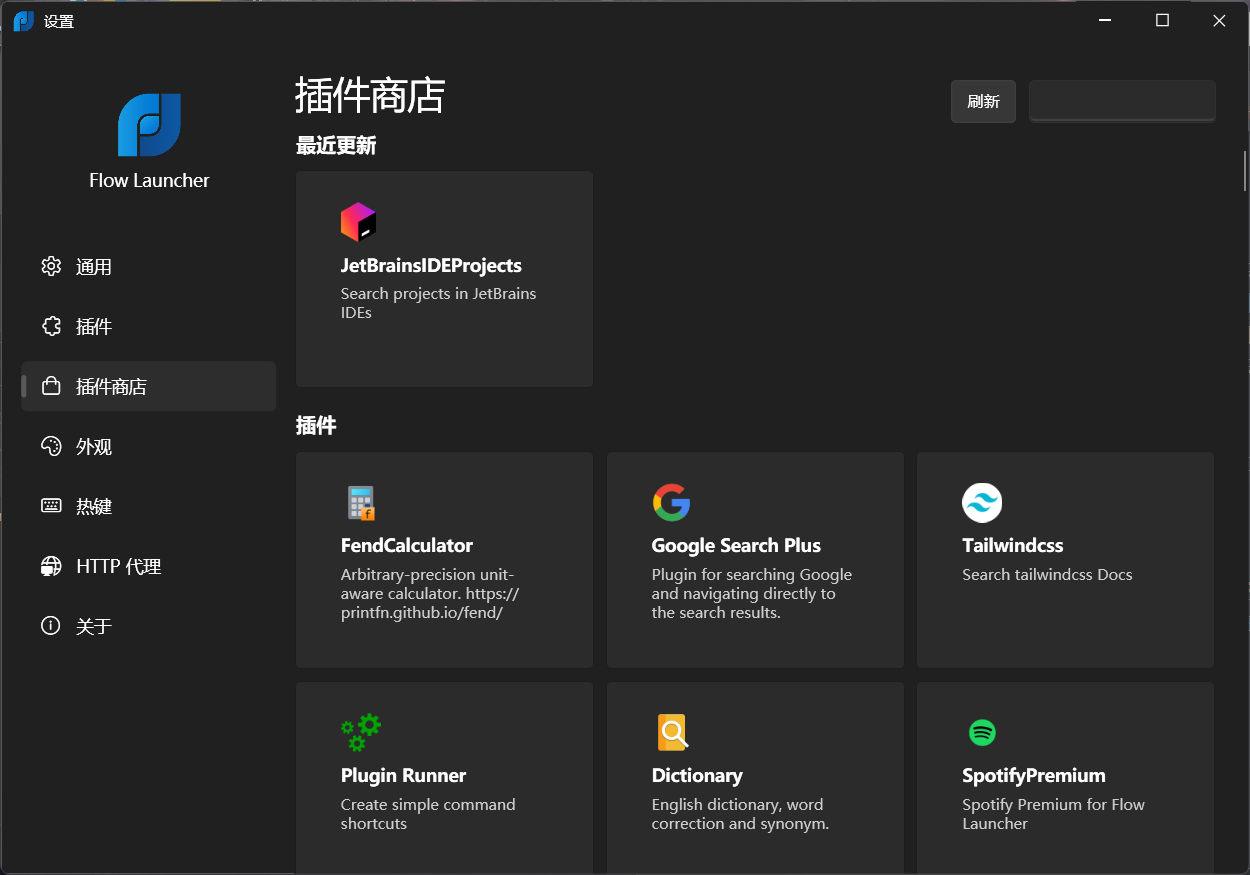 设置
Flow Launcher
通用
插件
插件商店
外观
热键
HTTP 代理
关于
插件商店
刷新
最近更新
JetBrainsIDEProjects
Search projects in JetBrains
IDEs
插件
FendCalculator
Arbitrary-precision unit-
aware calculator. https://
printfn.github.io/fend/
Google Search Plus
Plugin for searching Google
and navigating directly to
the search results.
Tailwindcss
Search tailwindcss Docs
Plugin Runner
Create simple command
shortcuts
Dictionary
English dictionary, word
correction and synonym.
SpotifyPremium
Spotify Premium for Flow
Launcher